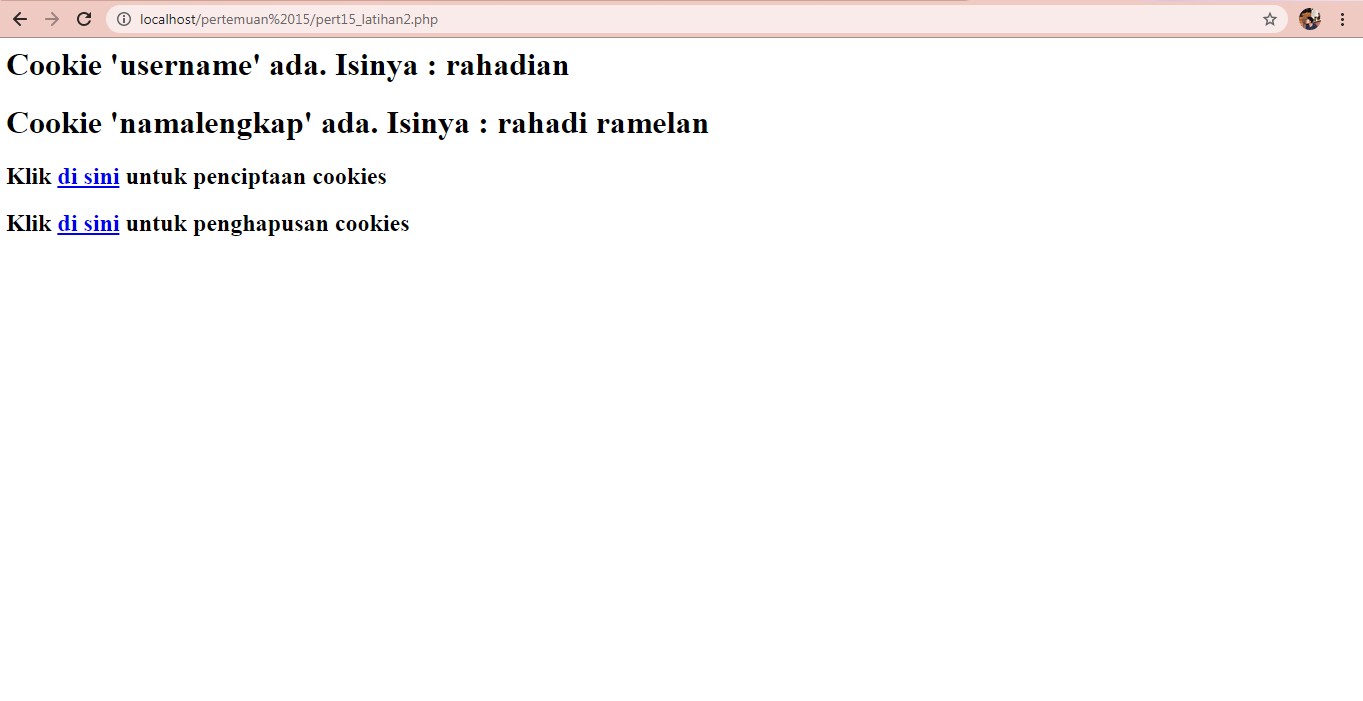 localhost/pertemuan%2015/pert15_latihan2.php
Cookie 'username' ada. Isinya : rahadian
Cookie 'namalengkap' ada. Isinya : rahadi ramelan
Klik di sini untuk penciptaan cookies
Klik di sini untuk penghapusan cookies